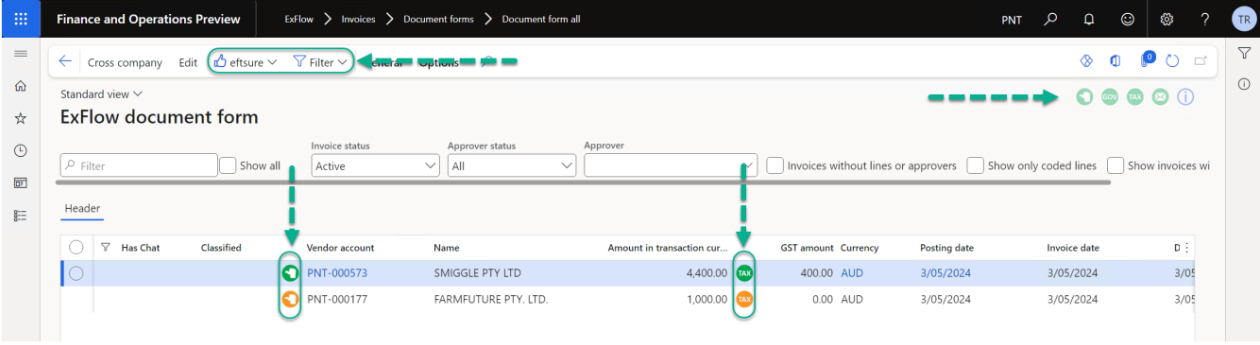 Finance and Operations Preview ExFlow Invoices Document forms Document form all PNT TR
Cross company Edit eftsure Filter General Options 0
Standard view
GOV TAX
ExFlow document form
Invoice status Approver status Approver
Filter Show all Active All Invoices without lines or approvers Show only coded lines Show invoices wi
Header
Has Chat Classified Vendor account Name Amount in transaction cur... GST amount Currency Posting date Invoice date D
PNT-000573 SMIGGLE PTY LTD 4,400.00 TAX 400.00 AUD 3/05/2024 3/05/2024 3/05
PNT-000177 FARMFUTURE PTY. LTD. 1,000.00 TAX 0.00 AUD 3/05/2024 3/05/2024 3/05